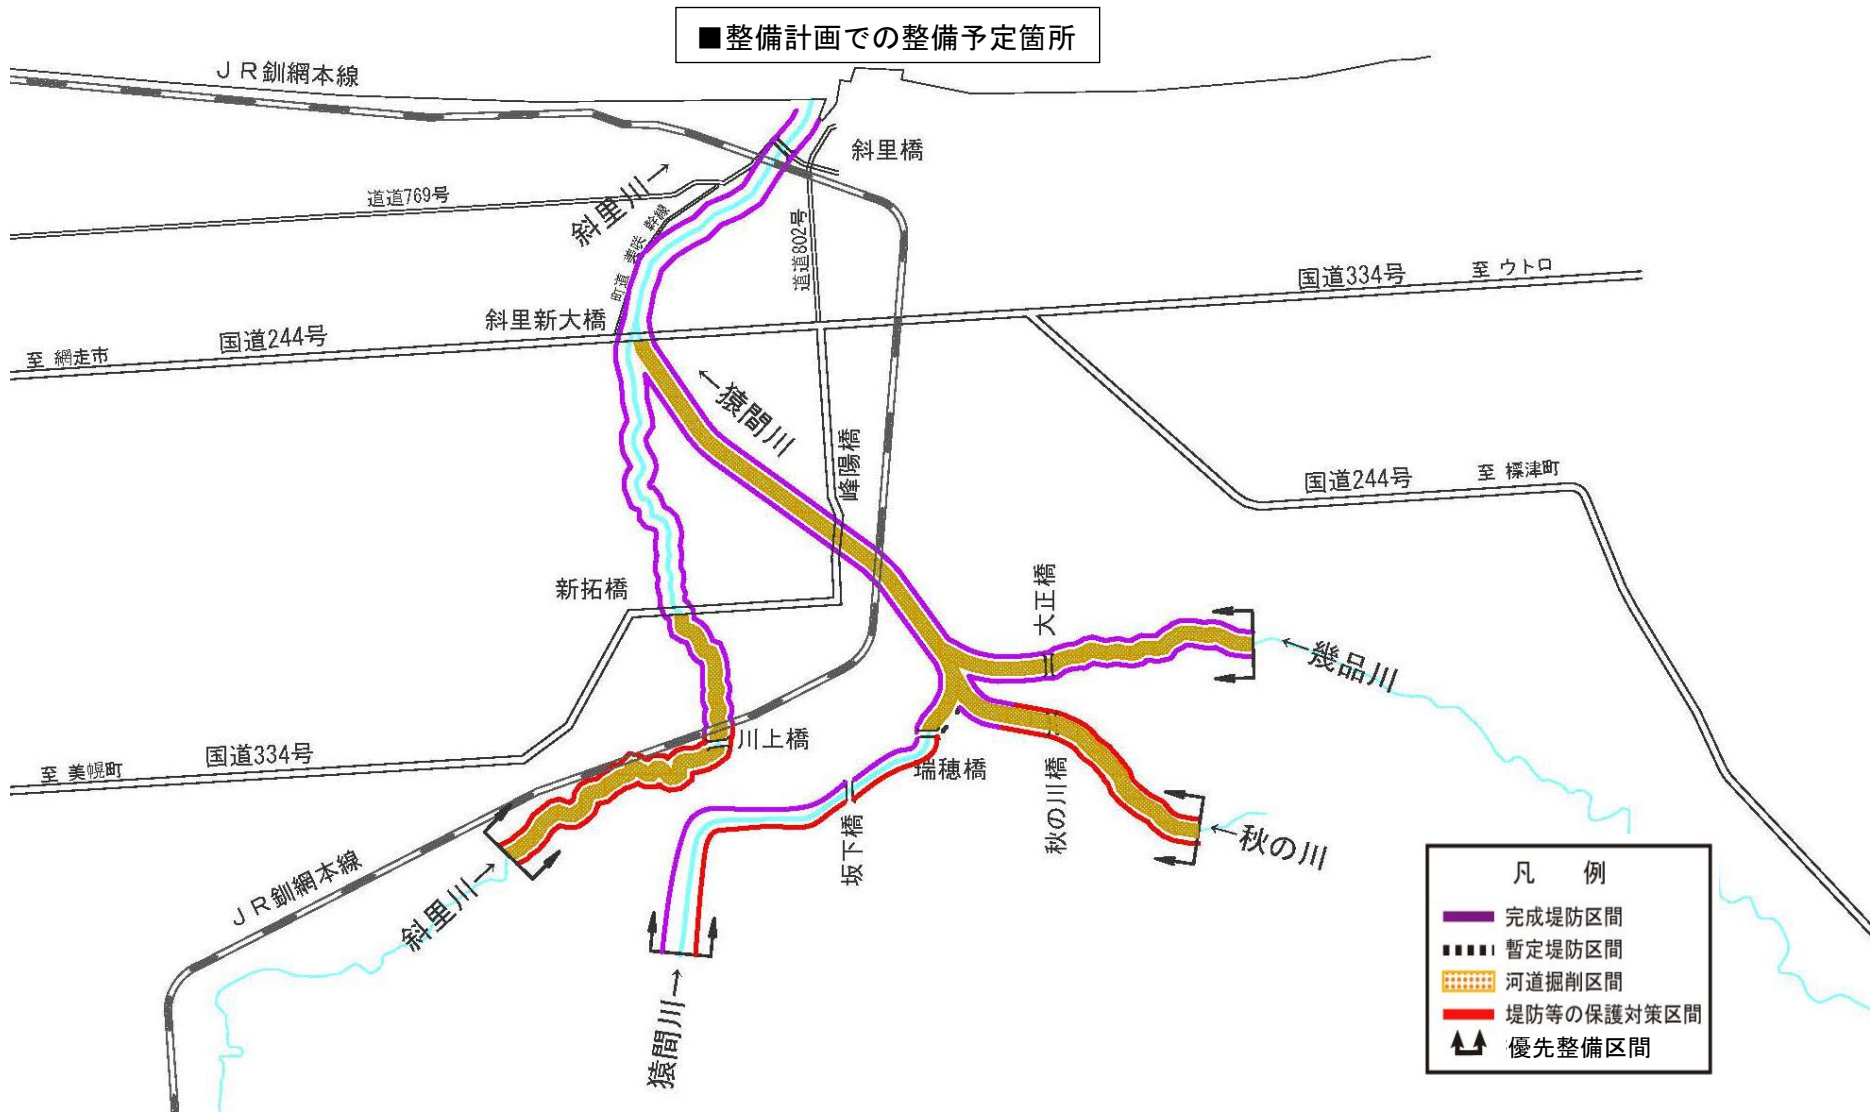 ■整備計画での整備予定箇所
ＪＲ釧網本線
斜里橋
道道769号
斜里川→
町道 美咲 幹線
道道802号
国道334号
至 ウトロ
斜里新大橋
国道244号
至 網走市
←猿間川
峰陽橋
国道244号
至 標津町
新拓橋
大正橋
←幾品川
川上橋
国道334号
至 美幌町
瑞穂橋
坂下橋
秋の川橋
←秋の川
ＪＲ釧網本線
斜里川→
猿間川→
凡 例
完成堤防区間
暫定堤防区間
河道掘削区間
堤防等の保護対策区間
優先整備区間